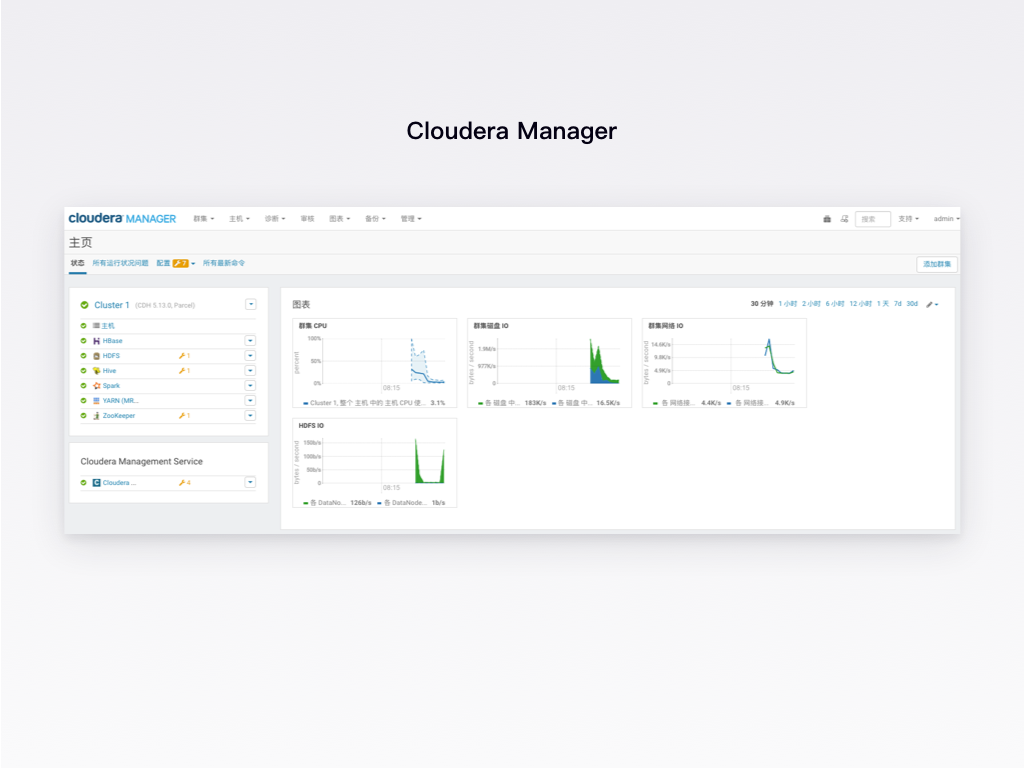 Cloudera Manager
cloudera MANAGER 群集 主机 诊断 审核 图表 备份 管理 搜索 支持 admin
主页
状态 所有运行状况问题 配置 7 所有最新命令 添加群集
Cluster 1 (CDH 5.13.0, Parcel)
主机
HBase
HDFS 1
Hive 1
Spark
YARN (MR...
ZooKeeper 1
Cloudera Management Service
Cloudera ... 4
图表 30 分钟 1 小时 2 小时 6 小时 12 小时 1 天 7d 30d
群集 CPU
percent
100%
50%
0%
08:15
Cluster 1, 整个 主机 中的 主机 CPU 使... 3.1%
群集磁盘 IO
bytes / second
1.9M/s
977K/s
0
08:15
各 磁盘 中... 183K/s 各 磁盘 中... 16.5K/s
群集网络 IO
bytes / second
14.6K/s
9.8K/s
4.9K/s
0
08:15
各 网络接... 4.4K/s 各 网络接... 4.9K/s
HDFS IO
bytes / second
150b/s
100b/s
50b/s
0
08:15
各 DataNo... 126b/s 各 DataNode... 1b/s